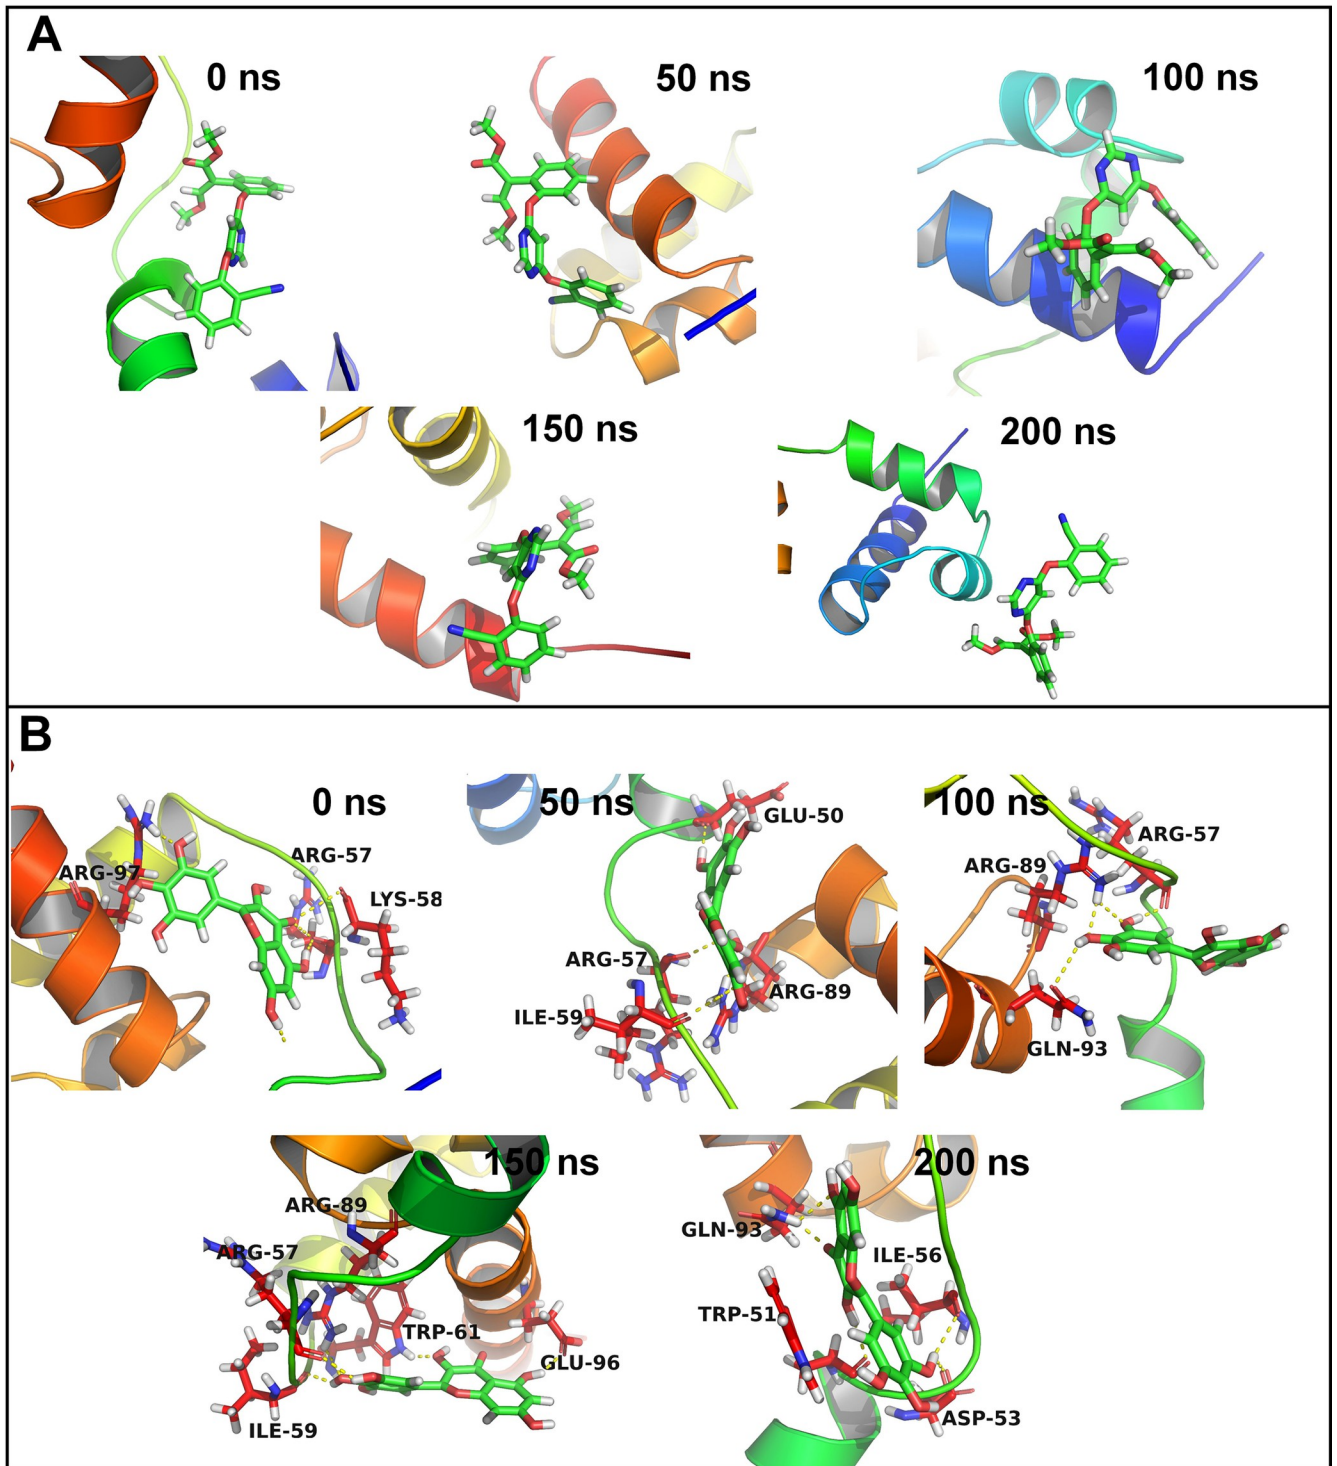 A
0 ns
50 ns
100 ns
150 ns
200 ns
B
0 ns
ARG-97
ARG-57
LYS-58
50 ns
GLU-50
ARG-57
ILE-59
ARG-89
100 ns
ARG-57
ARG-89
GLN-93
150 ns
ARG-89
ARG-57
TRP-61
GLU-96
ILE-59
200 ns
GLN-93
ILE-56
TRP-51
ASP-53